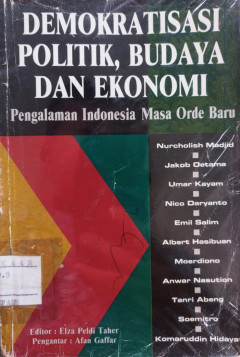 DEMOKRATISASI
POLITIK, BUDAYA
DAN EKONOMI
Pengalaman Indonesia Masa Orde Baru
Nurcholish Madjid
Jakob Oetama
Umar Kayam
Nico Daryanto
Emil Salim
Albert Hasibuan
Moerdiono
Anwar Nasution
Tanri Abeng
Soemitro
Komaruddin Hidayat
Editor : Elza Peldi Taher
Pengantar : Afan Gaffar